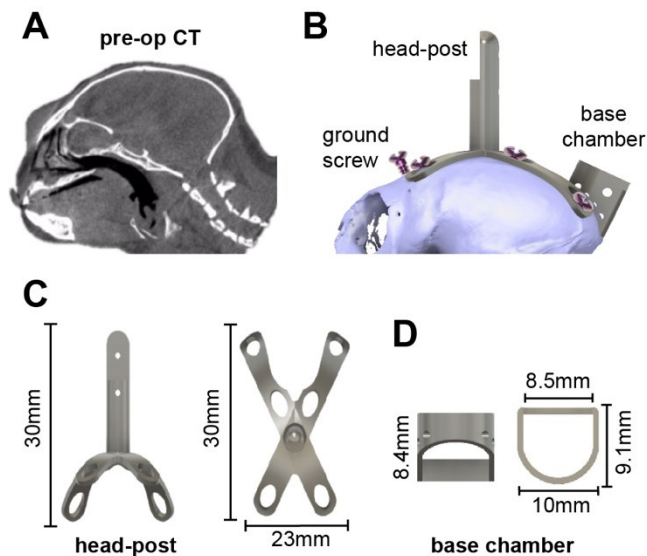 A
pre-op CT
B
head-post
ground
screw
base
chamber
C
30mm
30mm
23mm
head-post
D
8.4mm
8.5mm
9.1mm
10mm
base chamber